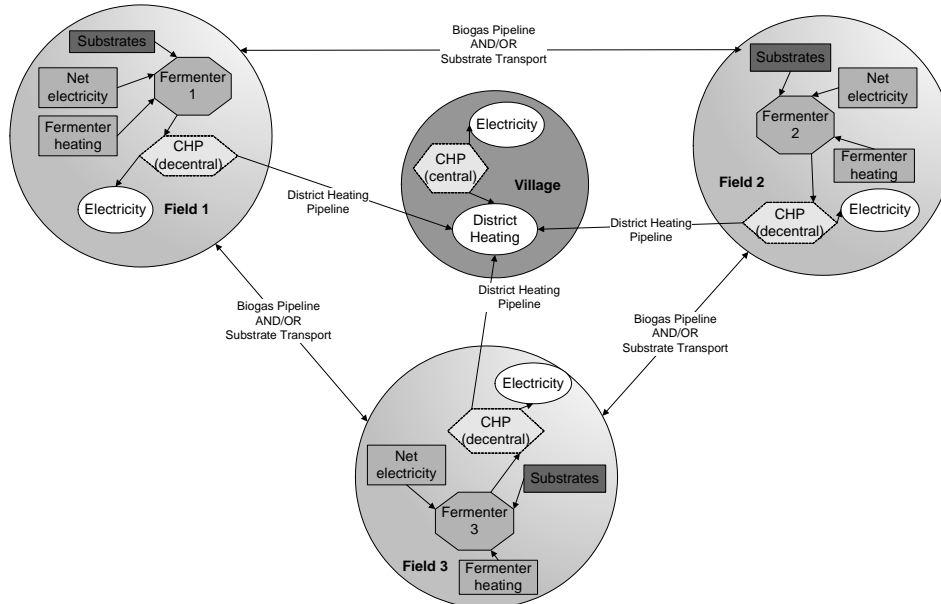 Substrates
Net
electricity
Fermenter
1
Fermenter
heating
CHP
(decentral)
Electricity
Field 1
Biogas Pipeline
AND/OR
Substrate Transport
Substrates
Net
electricity
Fermenter
2
Fermenter
heating
Field 2
CHP
(decentral)
Electricity
Electricity
CHP
(central)
Village
District
Heating
District Heating
Pipeline
District Heating
Pipeline
District Heating
Pipeline
Biogas Pipeline
AND/OR
Substrate Transport
Biogas Pipeline
AND/OR
Substrate Transport
Electricity
CHP
(decentral)
Net
electricity
Substrates
Fermenter
3
Field 3
Fermenter
heating